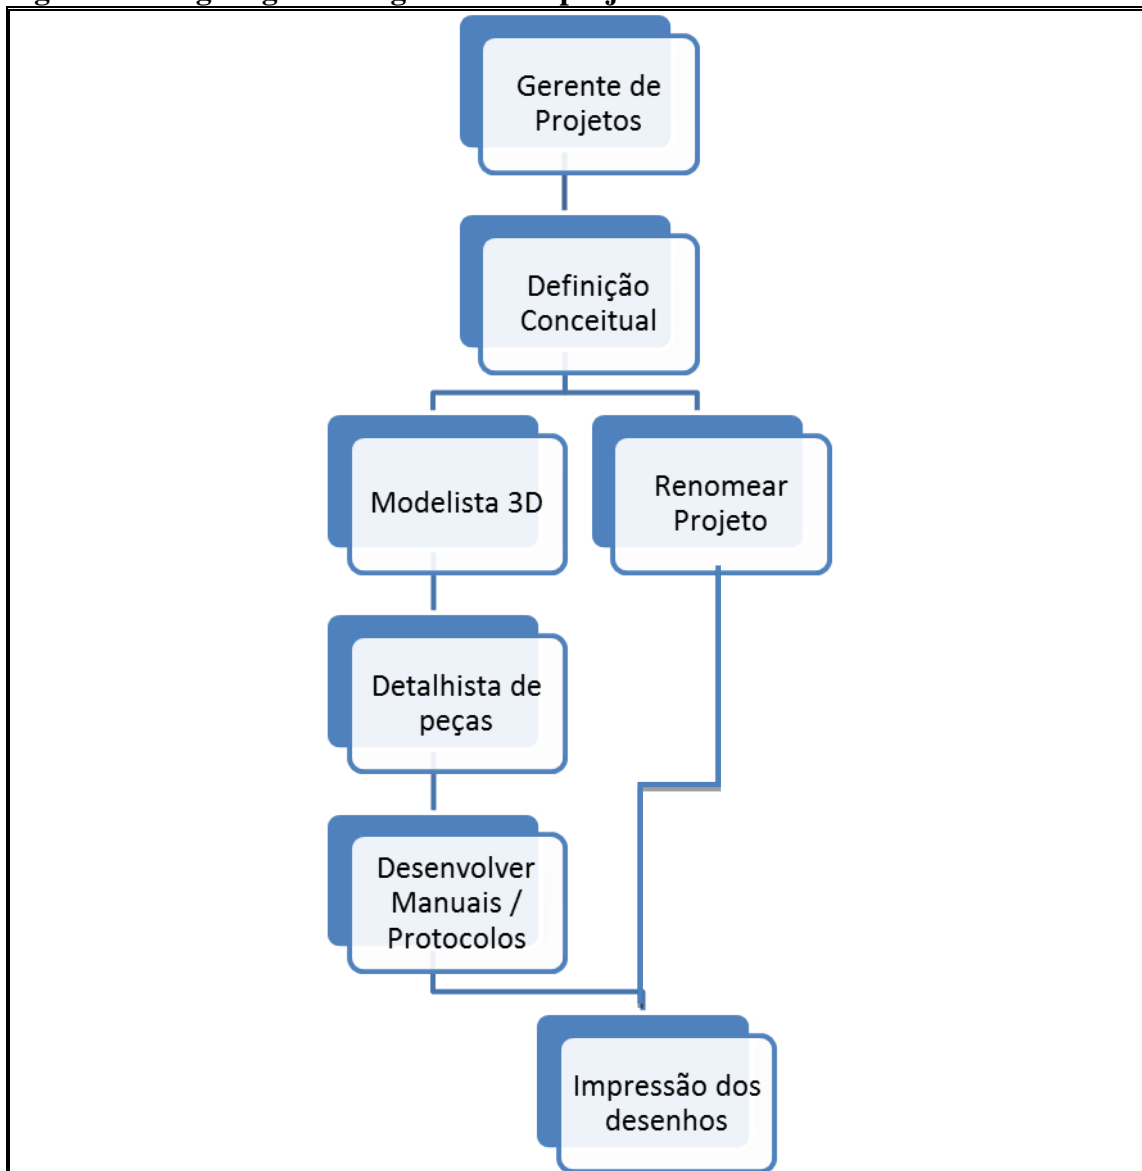 Gerente de
Projetos
Definição
Conceitual
Modelista 3D
Renomear
Projeto
Detalhista de
peças
Desenvolver
Manuais /
Protocolos
Impressão dos
desenhos